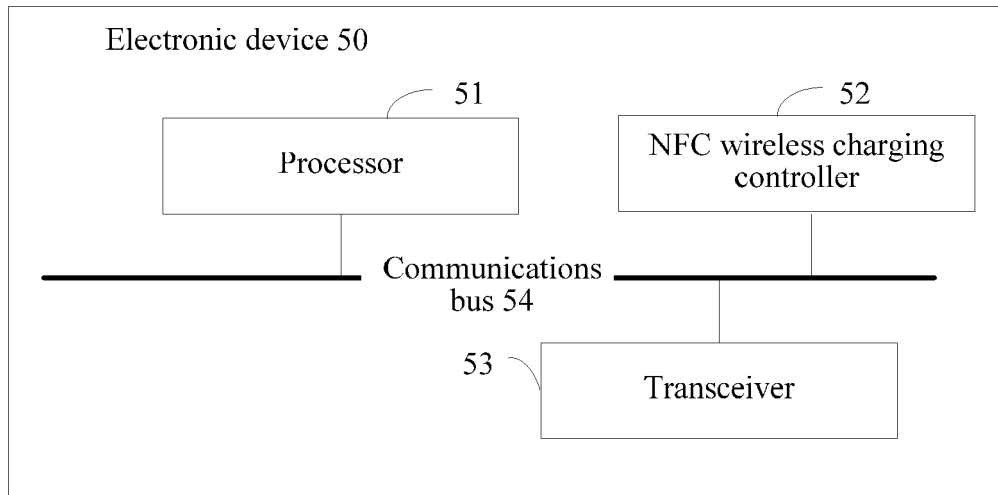 Electronic device 50
51
52
Processor
NFC wireless charging
controller
Communications
bus 54
53
Transceiver